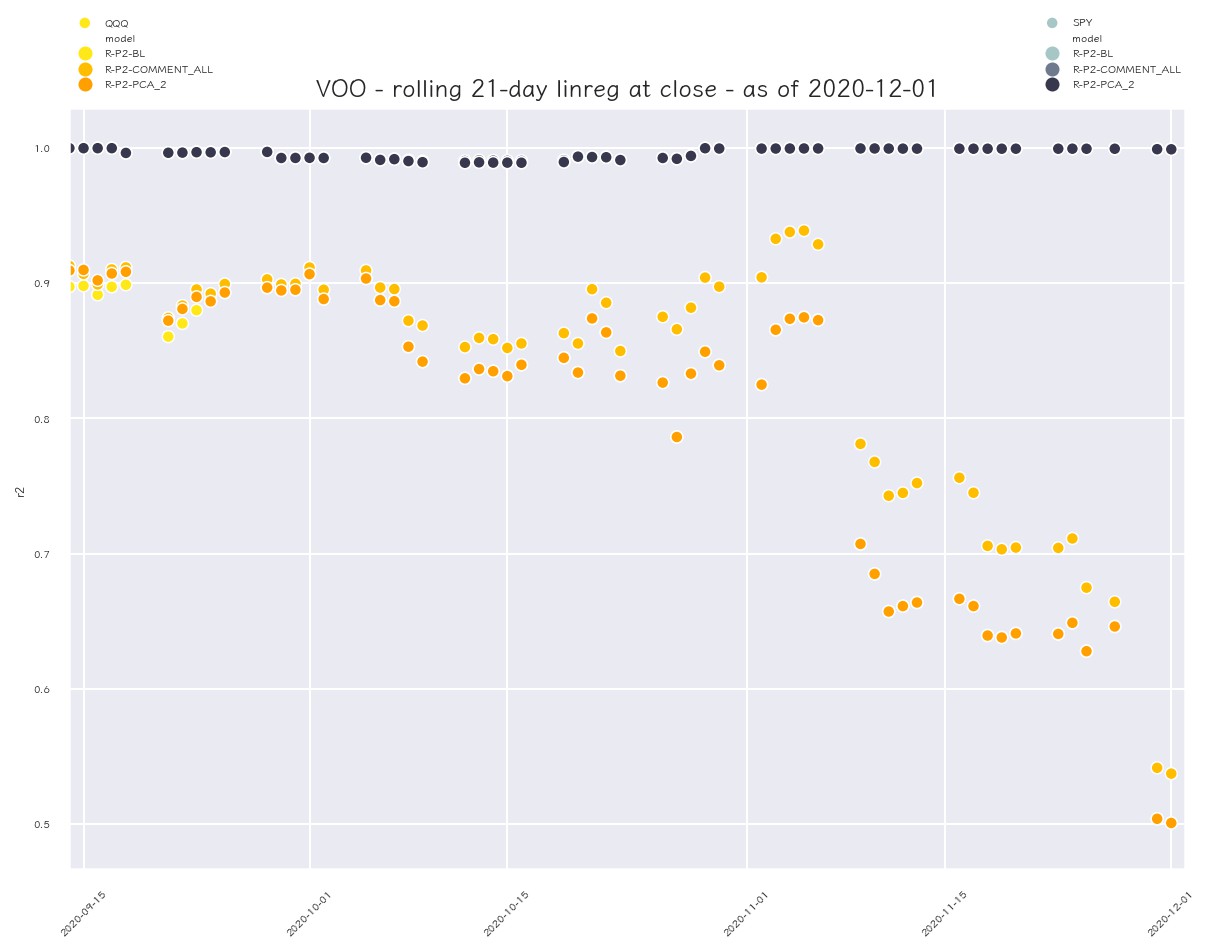 QQQ
model
R-P2-BL
R-P2-COMMENT_ALL
R-P2-PCA_2
SPY
model
R-P2-BL
R-P2-COMMENT_ALL
R-P2-PCA_2
VOO - rolling 21-day linreg at close - as of 2020-12-01
1.0
0.9
0.8
r2
0.7
0.6
0.5
2020-09-15
2020-10-01
2020-10-15
2020-11-01
2020-11-15
2020-12-01